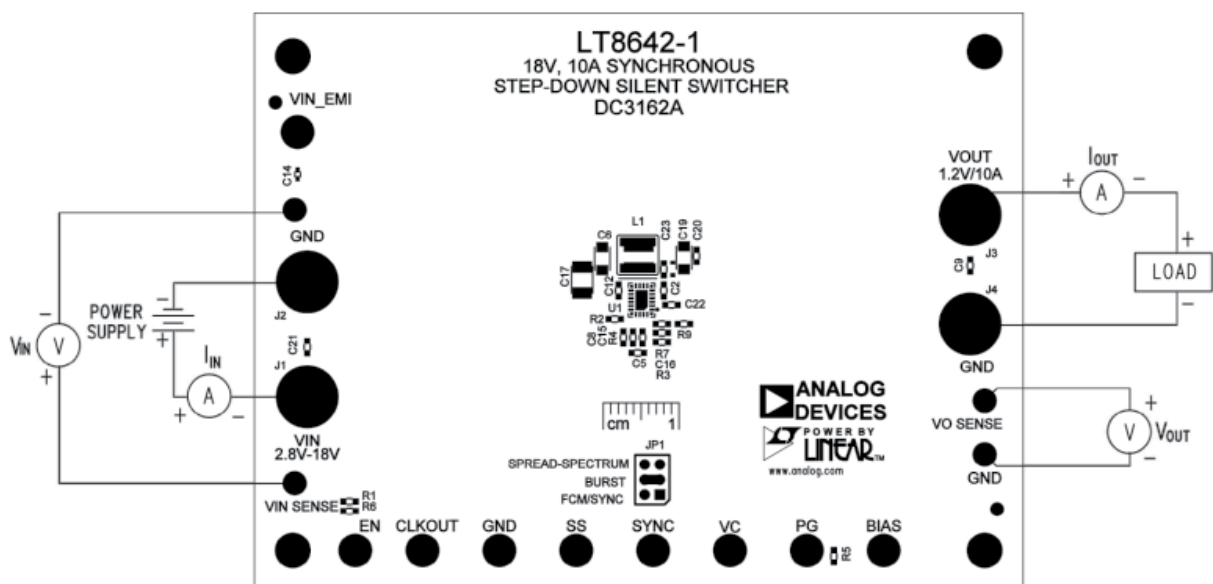 LT8642-1
18V, 10A SYNCHRONOUS
STEP-DOWN SILENT SWITCHER
DC3162A
VIN_EMI
C14
GND
J2
C21
J1
VIN
2.8V-18V
VIN SENSE
R1
R6
POWER
SUPPLY
-
+
VIN
-
V
+
IIN
+
A
-
L1
C6
C23
C19
C20
C17
C12
C2
U1
C22
R2
R9
C8
C15
R4
C5
R7
C16
R3
cm 1
JP1
SPREAD-SPECTRUM
BURST
FCM/SYNC
ANALOG
DEVICES
POWER BY
LINEAR™
www.analog.com
VOUT
1.2V/10A
J3
C9
J4
GND
VO SENSE
GND
IOUT
+
A
-
+
LOAD
-
+
V
VOUT
-
EN CLKOUT GND SS SYNC VC PG BIAS
R5